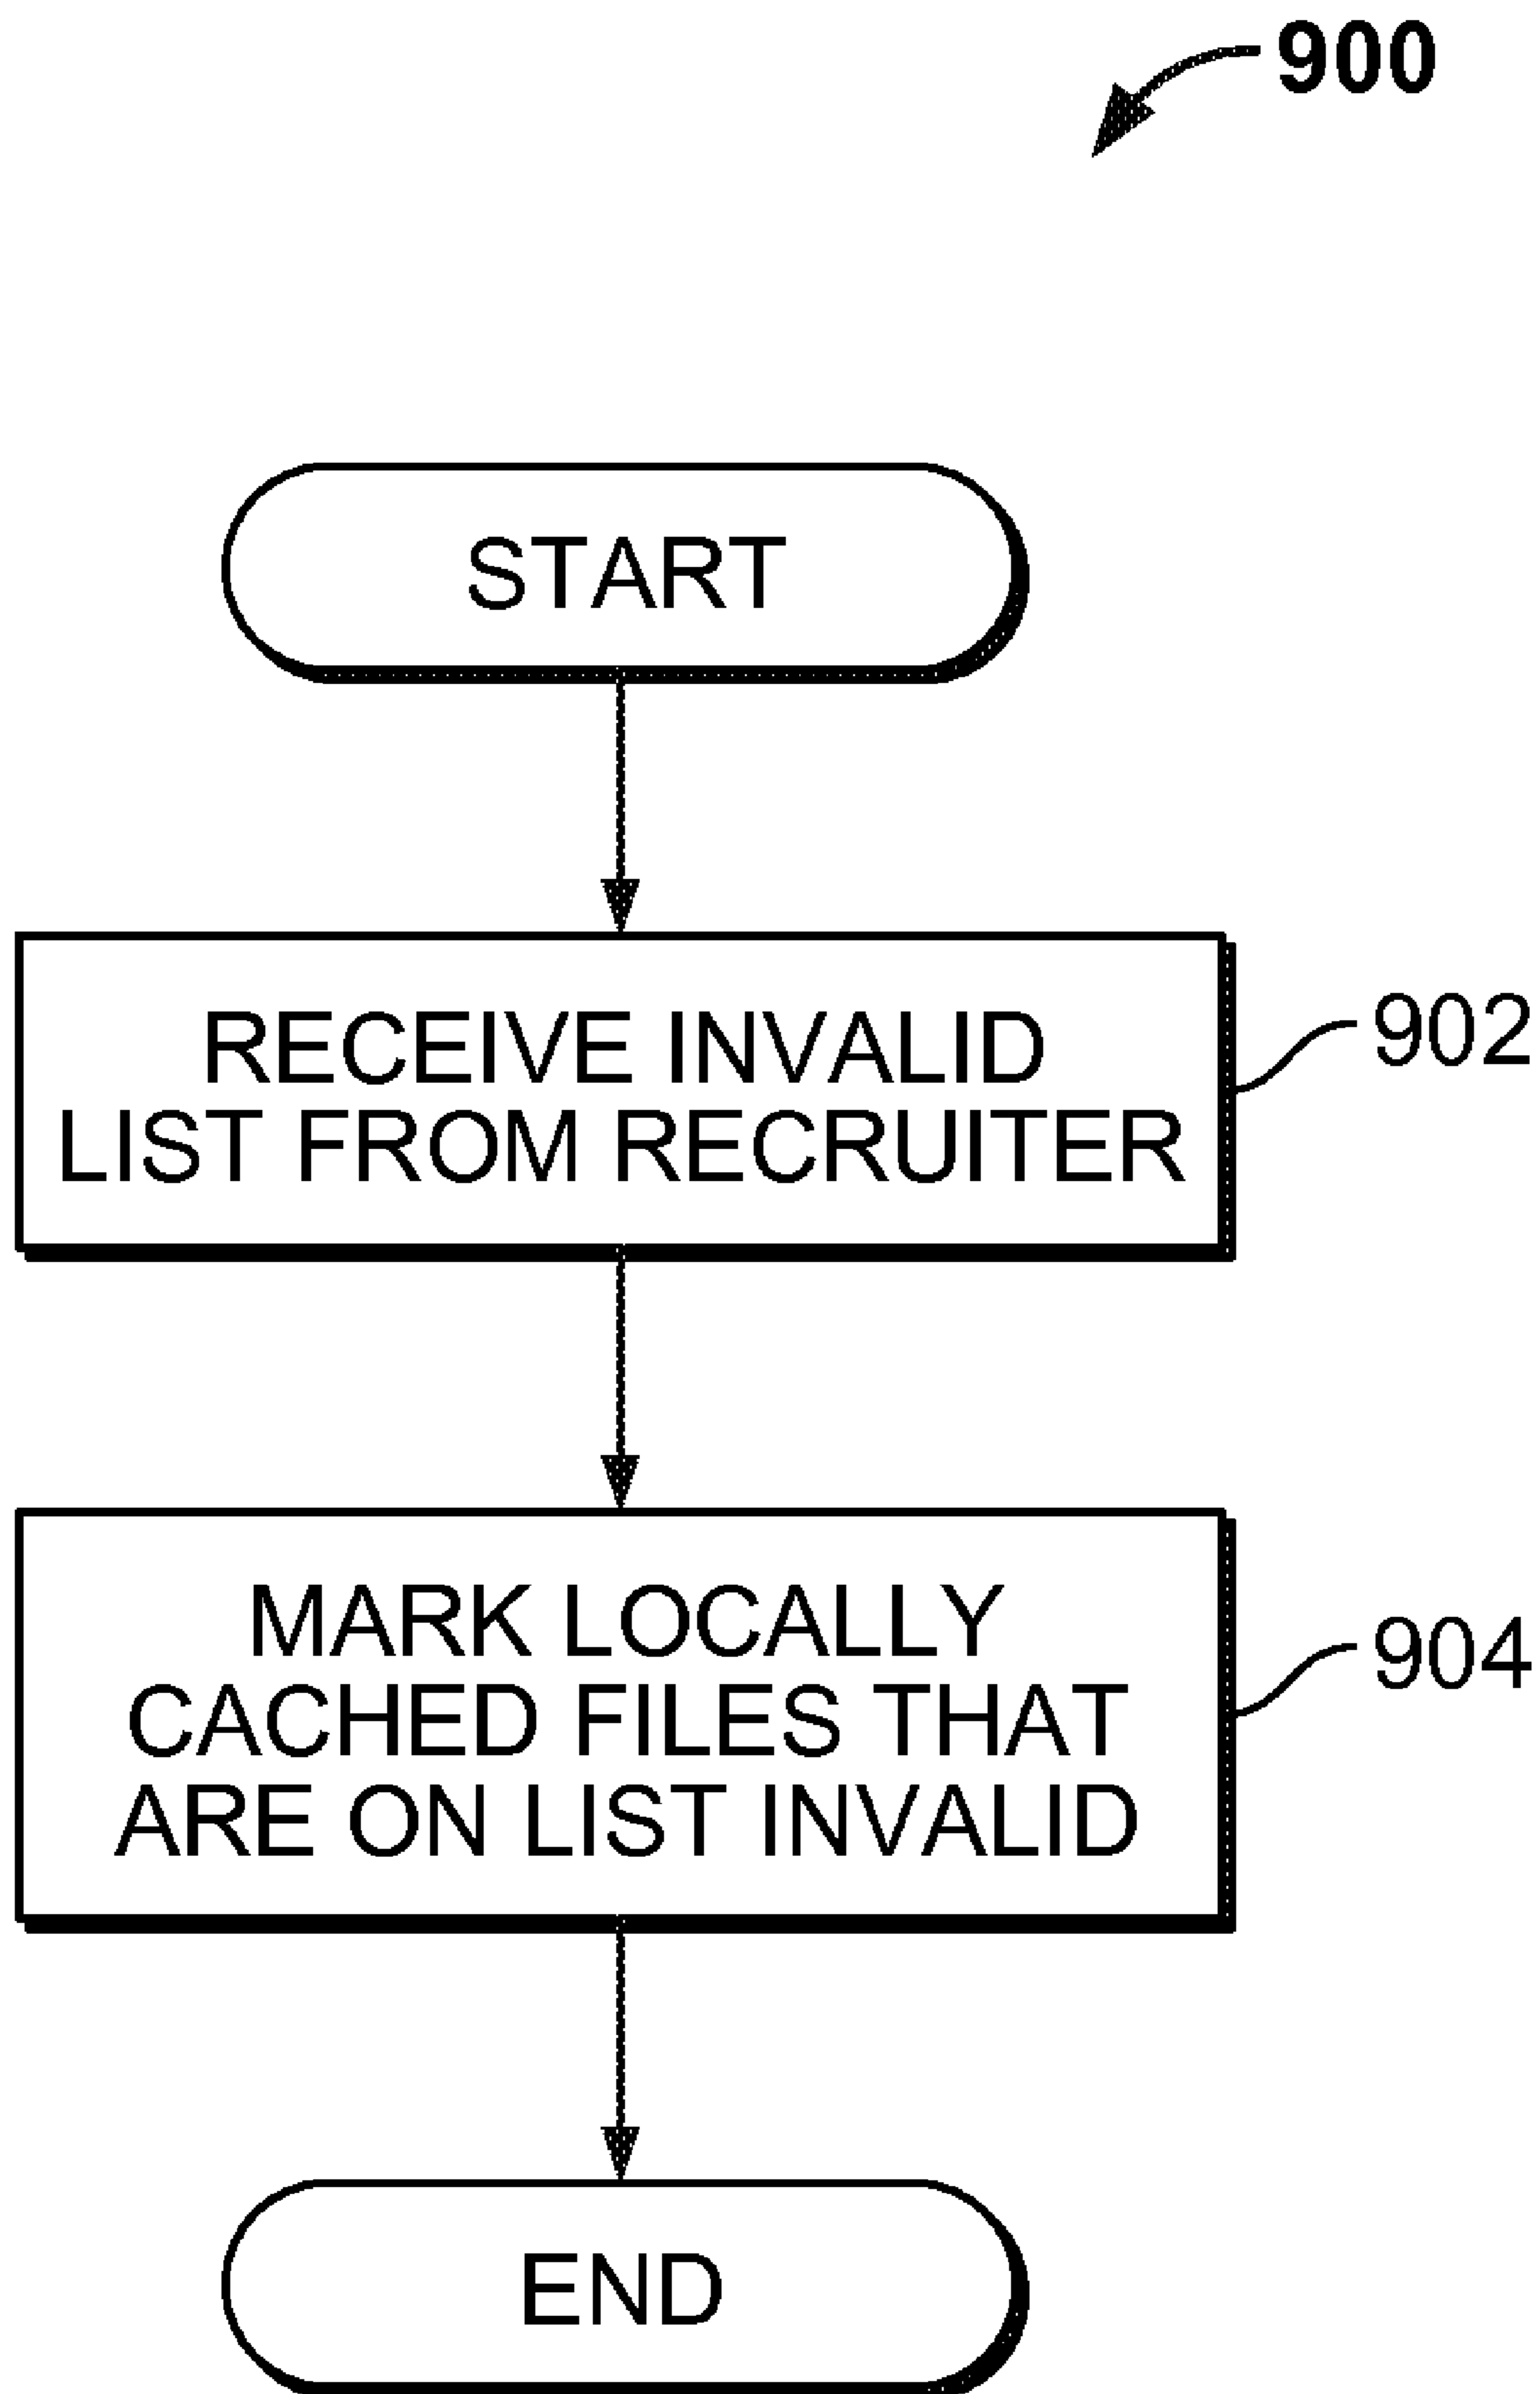 900
START
RECEIVE INVALID
LIST FROM RECRUITER
902
MARK LOCALLY
CACHED FILES THAT
ARE ON LIST INVALID
904
END